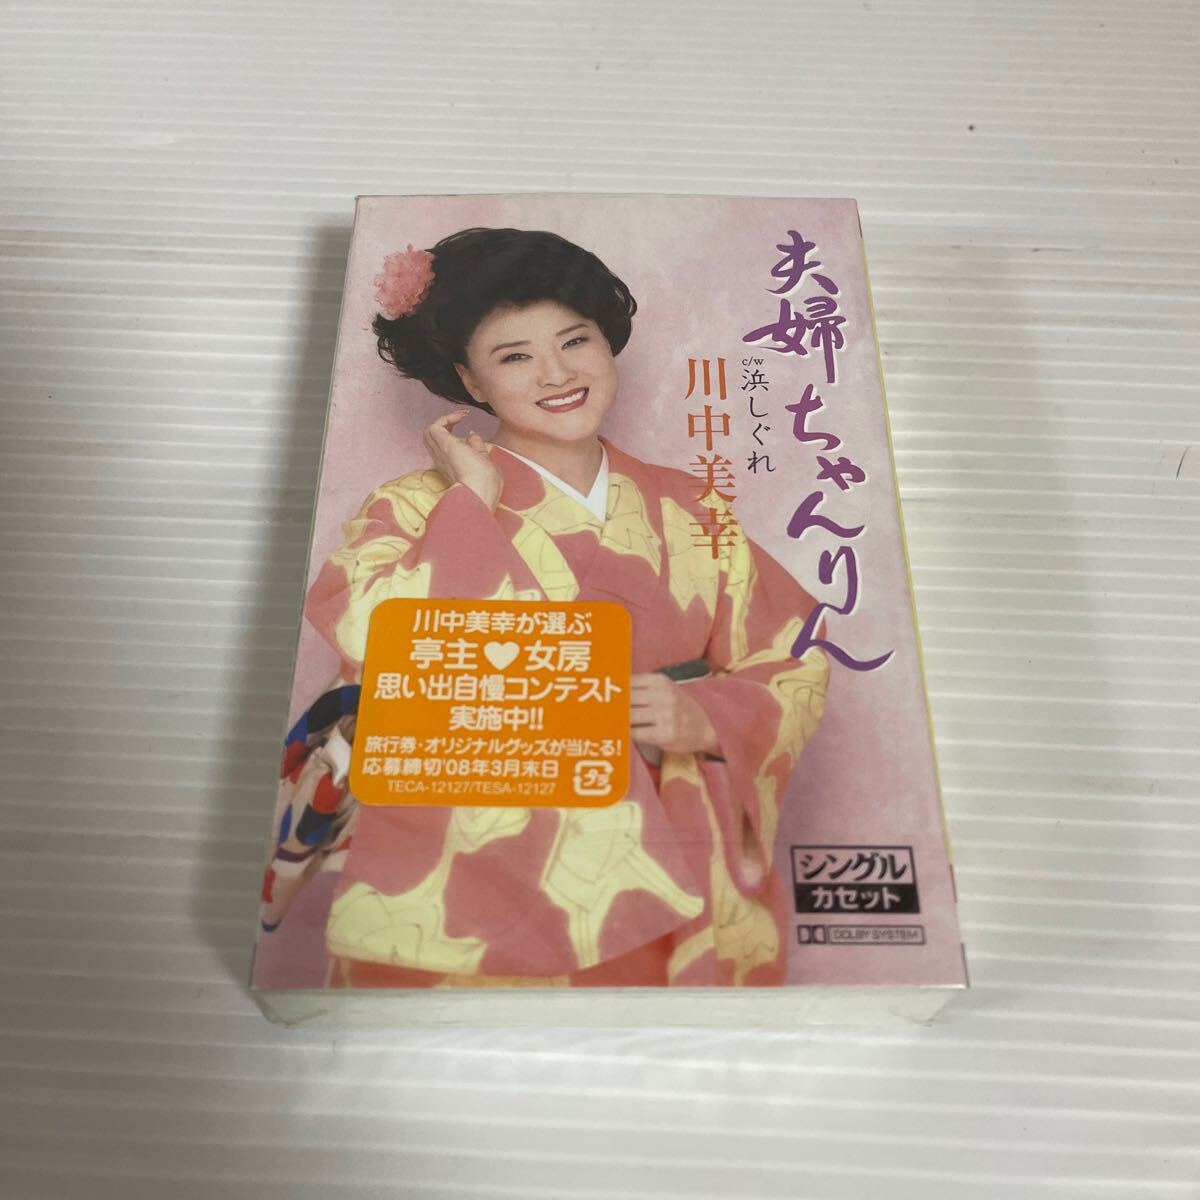 夫婦ちゃんりん
c/w 浜しぐれ
川中美幸
川中美幸が選ぶ
亭主♥女房
思い出自慢コンテスト
実施中!!
旅行券・オリジナルグッズが当たる!
応募締切'08年3月末日
TECA-12127/TESA-12127
シングル
カセット
DOLBY SYSTEM